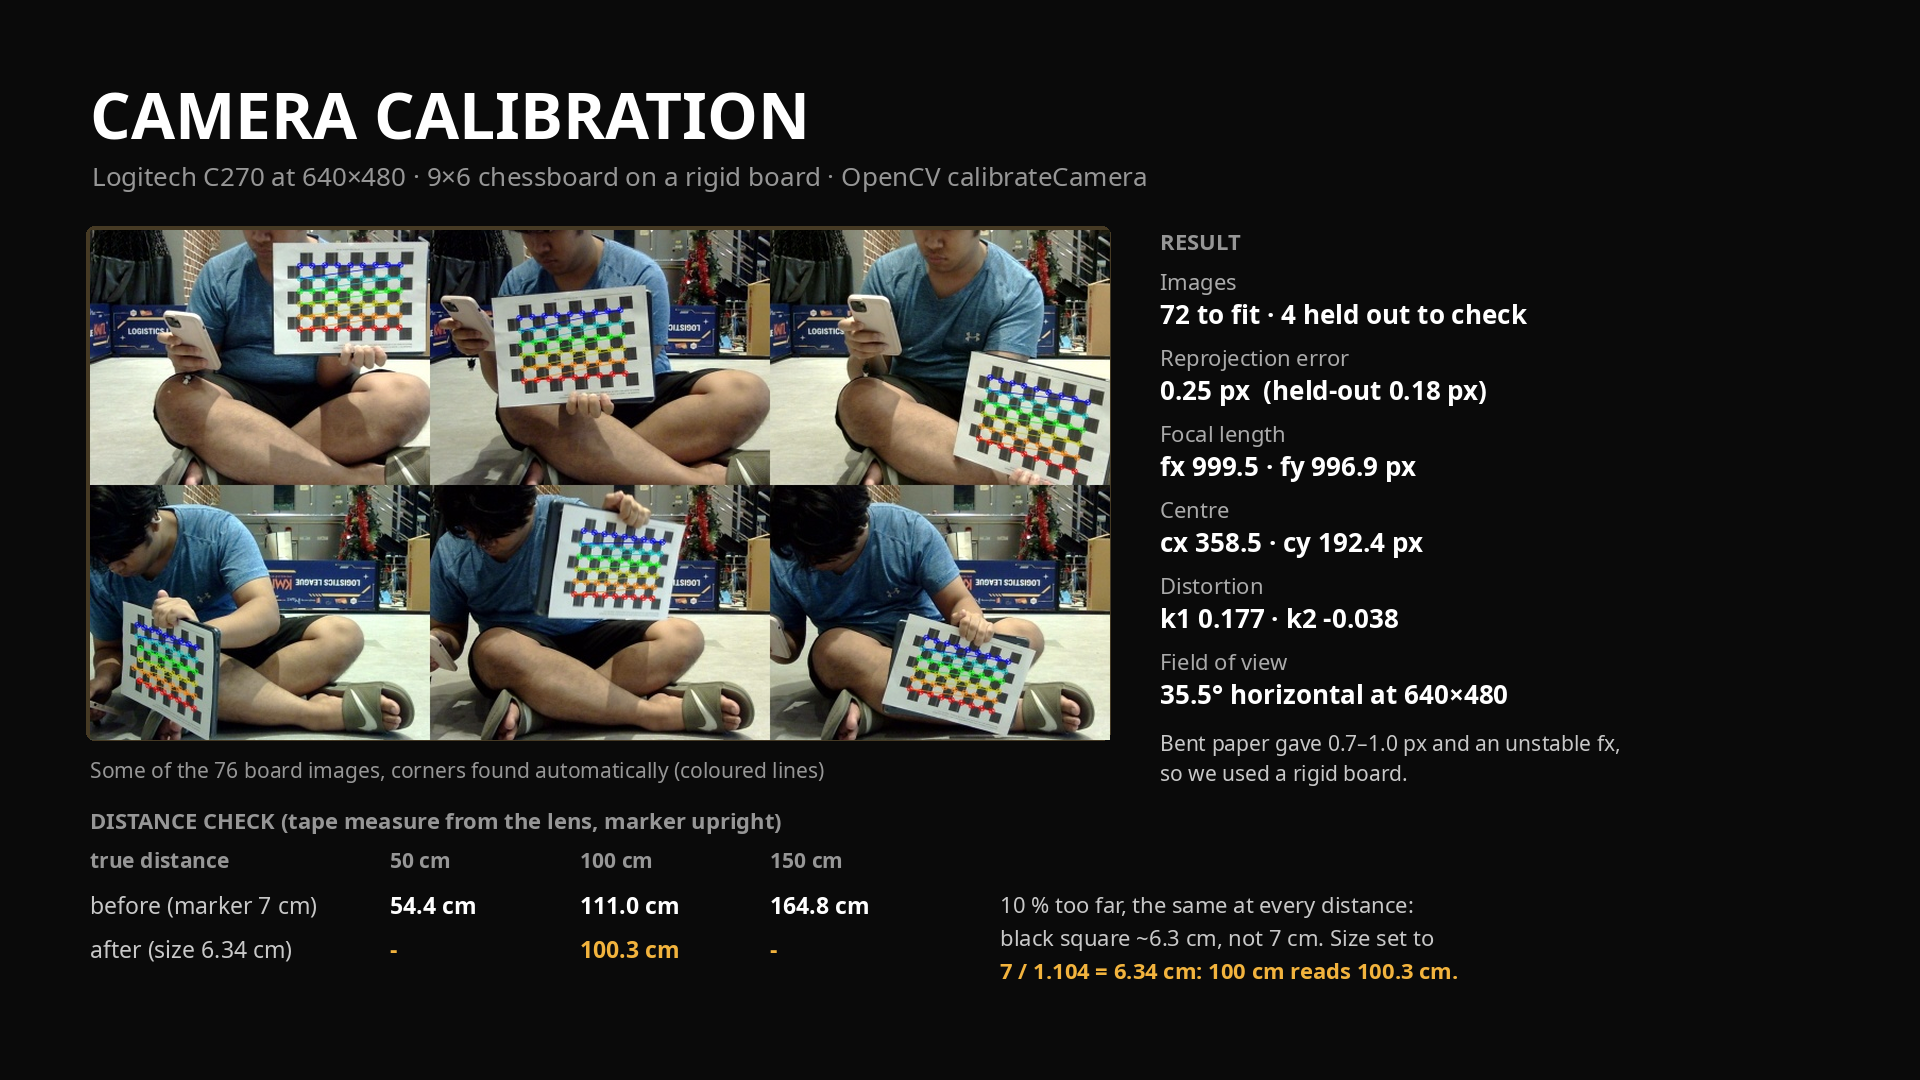 CAMERA CALIBRATION
Logitech C270 at 640×480 · 9×6 chessboard on a rigid board · OpenCV calibrateCamera
LOGISTICS
LOGISTICS
LOGISTICS LEAGUE
LOGISTICS LEAGUE
Some of the 76 board images, corners found automatically (coloured lines)
RESULT
Images
72 to fit · 4 held out to check
Reprojection error
0.25 px (held-out 0.18 px)
Focal length
fx 999.5 · fy 996.9 px
Centre
cx 358.5 · cy 192.4 px
Distortion
k1 0.177 · k2 -0.038
Field of view
35.5° horizontal at 640×480
Bent paper gave 0.7–1.0 px and an unstable fx,
so we used a rigid board.
DISTANCE CHECK (tape measure from the lens, marker upright)
true distance 50 cm 100 cm 150 cm
before (marker 7 cm) 54.4 cm 111.0 cm 164.8 cm
after (size 6.34 cm) - 100.3 cm -
10 % too far, the same at every distance:
black square ~6.3 cm, not 7 cm. Size set to
7 / 1.104 = 6.34 cm: 100 cm reads 100.3 cm.